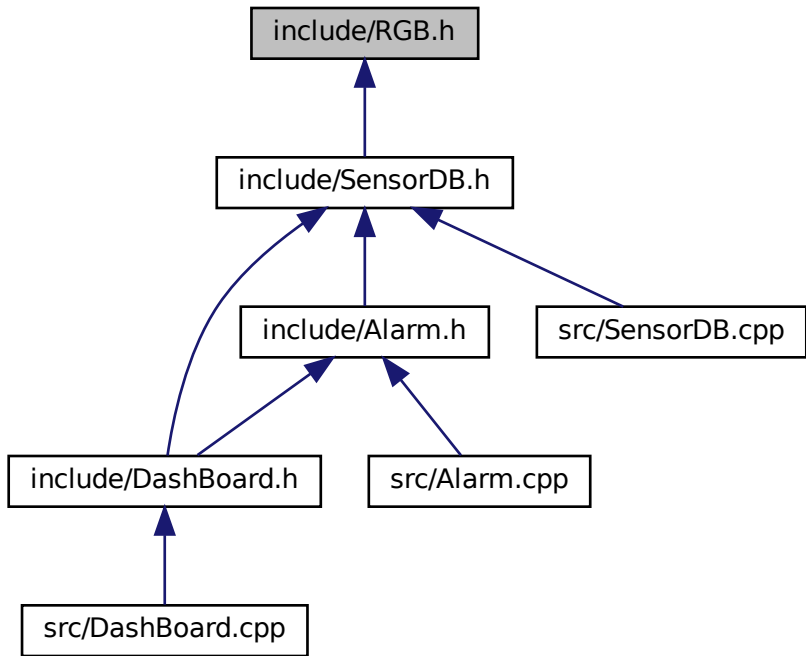 include/RGB.h
include/SensorDB.h
include/Alarm.h
src/SensorDB.cpp
include/DashBoard.h
src/Alarm.cpp
src/DashBoard.cpp